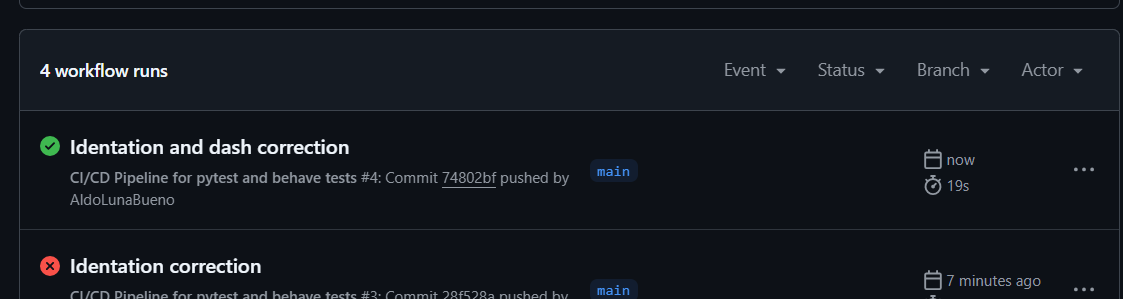 4 workflow runs
Event Status Branch Actor
Identation and dash correction
CI/CD Pipeline for pytest and behave tests #4: Commit 74802bf pushed by
AldoLunaBueno
main
now
19s
Identation correction
CI/CD Pipeline for pytest and behave tests #3: Commit 28f528a pushed by
main
7 minutes ago